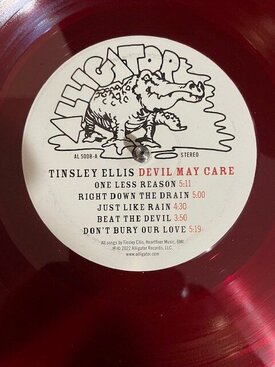 ALLIGATOR
AL 5008-A STEREO
TINSLEY ELLIS DEVIL MAY CARE
ONE LESS REASON 5:11
RIGHT DOWN THE DRAIN 5:00
JUST LIKE RAIN 4:30
BEAT THE DEVIL 3:50
DON'T BURY OUR LOVE 5:19
All songs by Tinsley Ellis, Heartfixer Music, BMI.
℗ © 2022 Alligator Records, LLC.
www.alligator.com